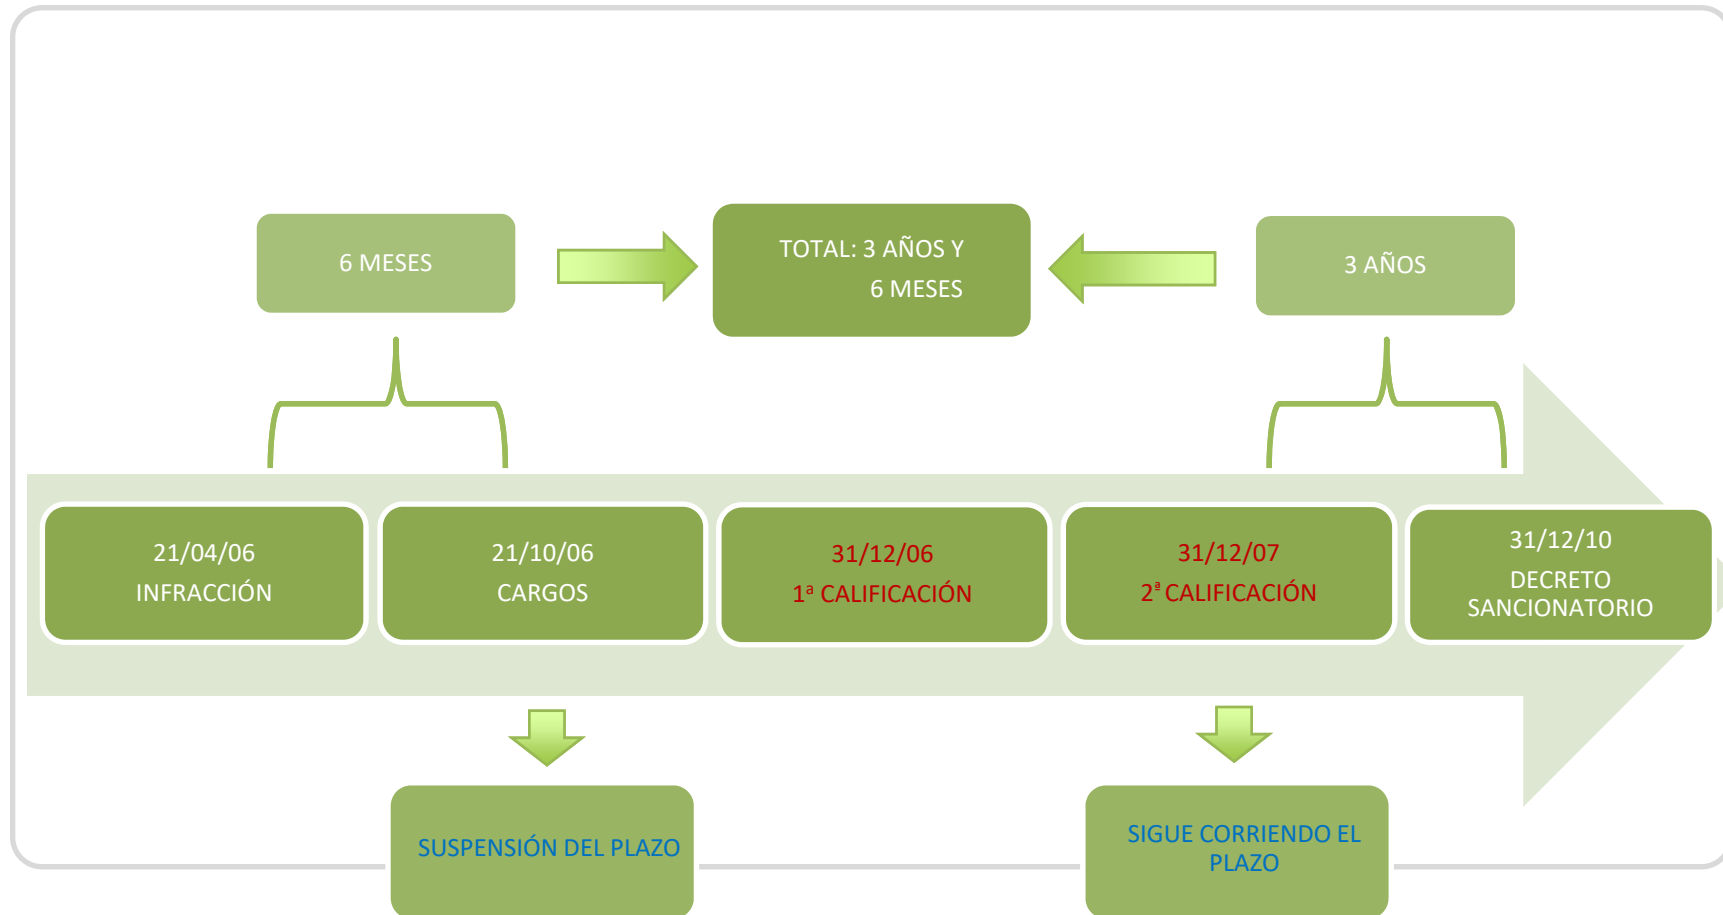 6 MESES
TOTAL: 3 AÑOS Y
6 MESES
3 AÑOS
21/04/06
INFRACCIÓN
21/10/06
CARGOS
31/12/06
1ª CALIFICACIÓN
31/12/07
2ª CALIFICACIÓN
31/12/10
DECRETO
SANCIONATORIO
SUSPENSIÓN DEL PLAZO
SIGUE CORRIENDO EL
PLAZO